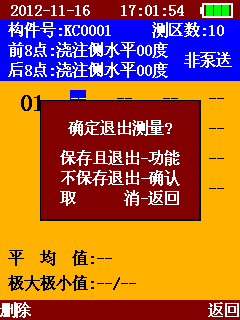 2012-11-16 17:01:54
构件号:KC0001 测区数:10
前8点:浇注侧水平00度
后8点:浇注侧水平00度
非泵送
01 -- -- -- --
确定退出测量?
保存且退出-功能
不保存退出-确认
取 消-返回
--
--
--
平 均 值:--
极大极小值:--/--
删除 返回